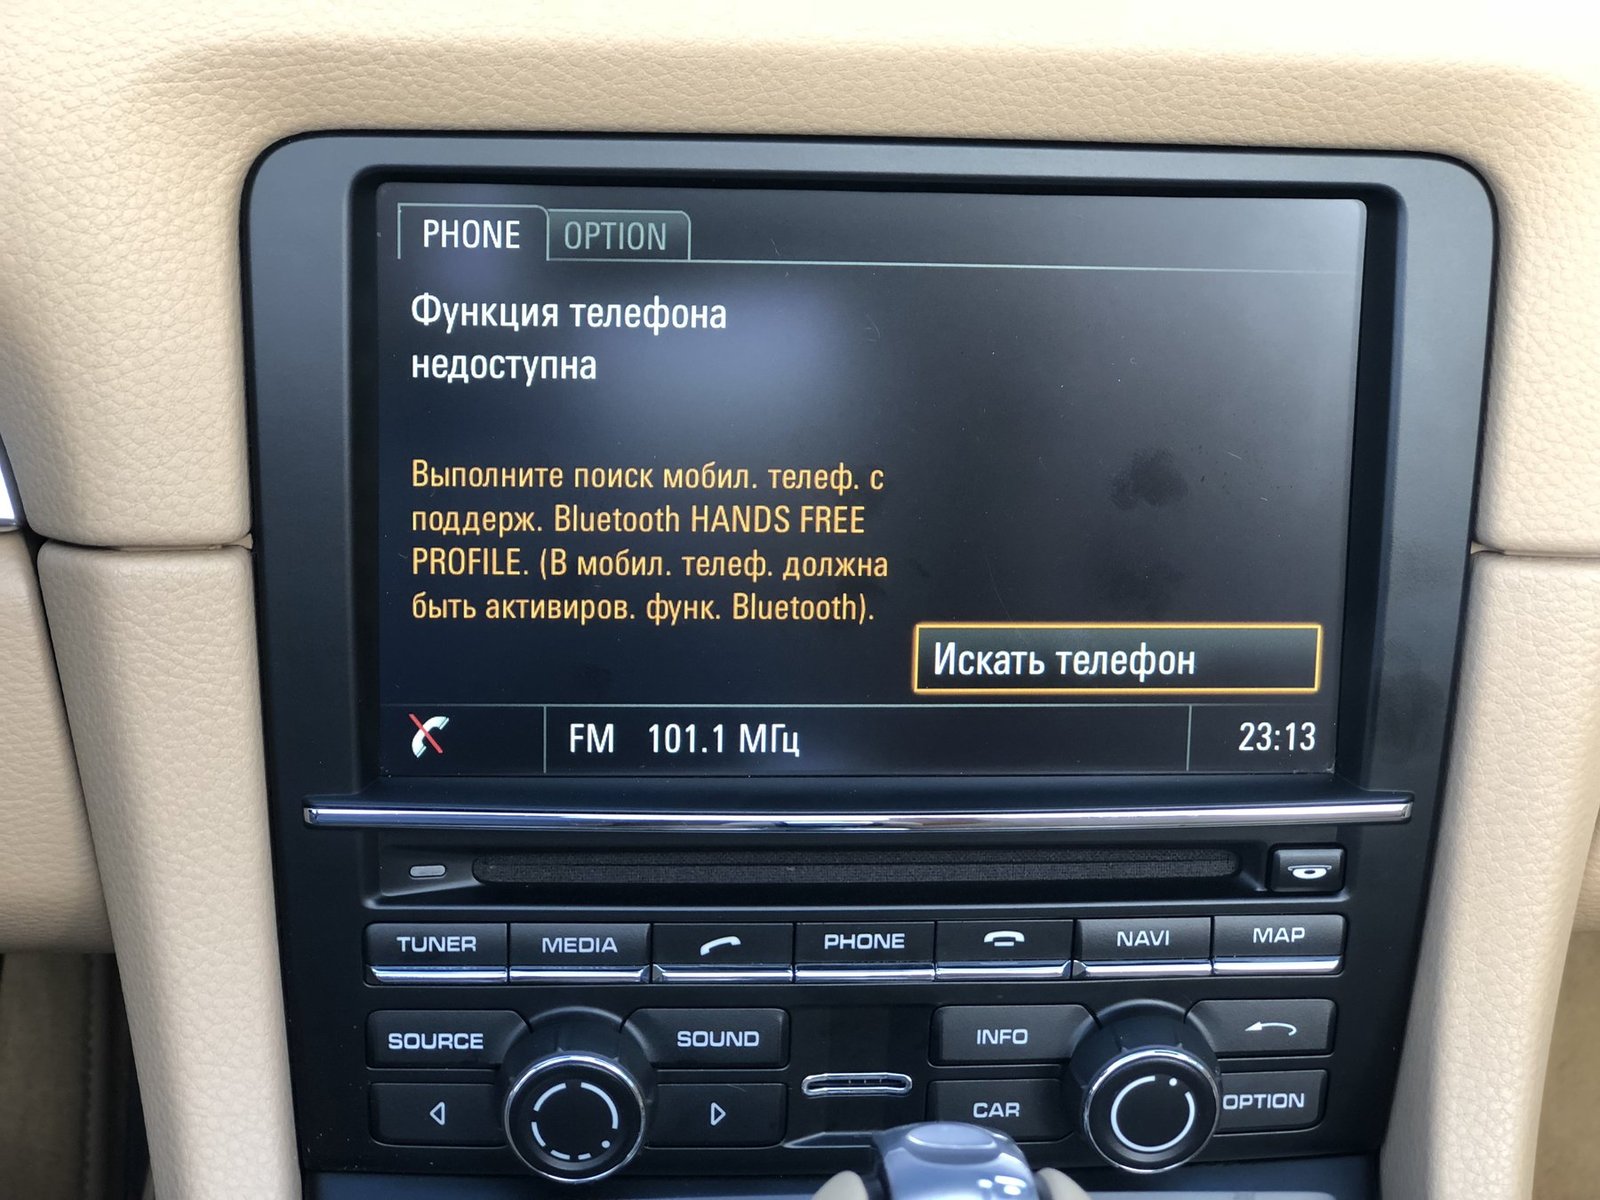 PHONE OPTION
Функция телефона
недоступна
Выполните поиск мобил. телеф. с
поддерж. Bluetooth HANDS FREE
PROFILE. (В мобил. телеф. должна
быть активиров. функ. Bluetooth).
Искать телефон
FM 101.1 МГц 23:13
TUNER MEDIA PHONE NAVI MAP
SOURCE SOUND INFO
CAR OPTION